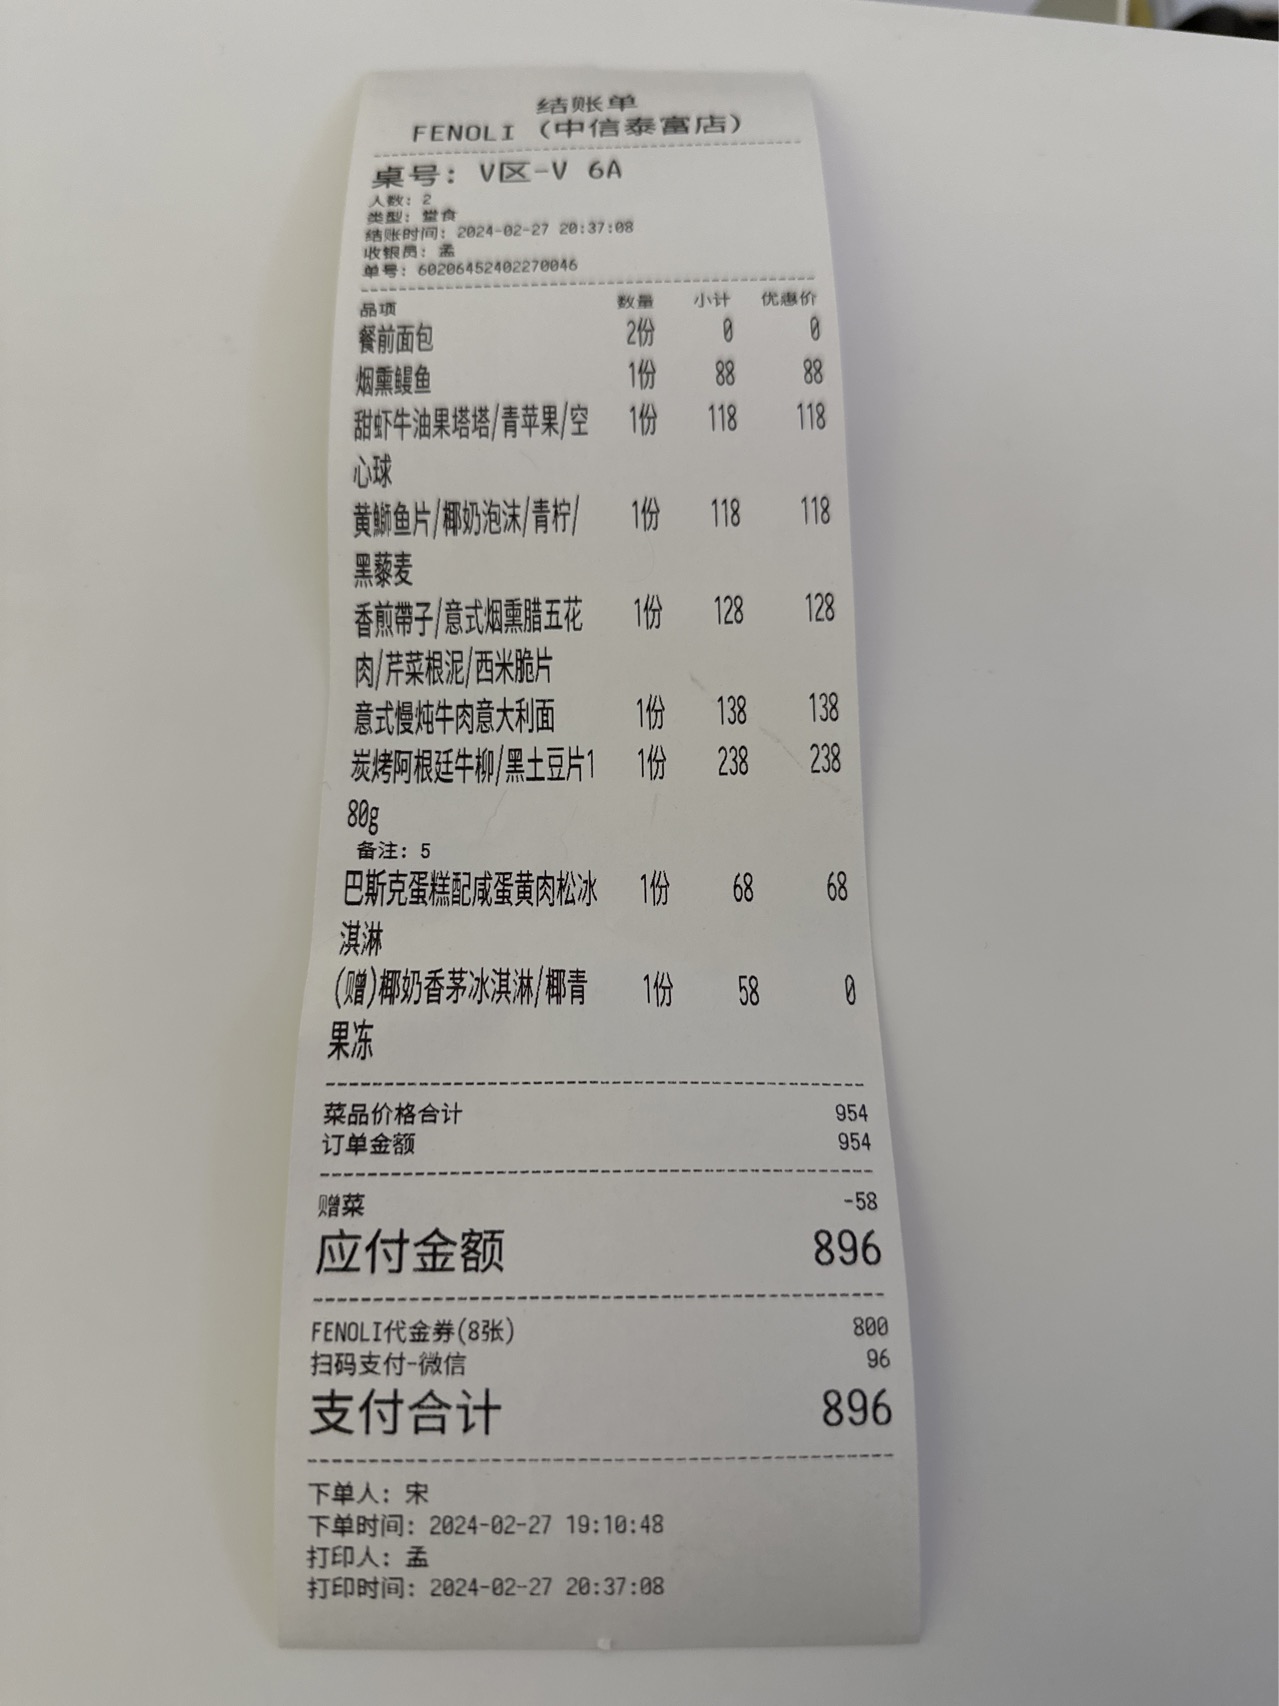 结账单
FENOLI (中信泰富店)
桌号: V区-V 6A
人数: 2
类型: 堂食
结账时间: 2024-02-27 20:37:08
收银员: 孟
单号: 60206452402270046
品项 数量 小计 优惠价
餐前面包 2份 0 0
烟熏鳗鱼 1份 88 88
甜虾牛油果塔塔/青苹果/空 1份 118 118
心球
黄鰤鱼片/椰奶泡沫/青柠/ 1份 118 118
黑藜麦
香煎帶子/意式烟熏腊五花 1份 128 128
肉/芹菜根泥/西米脆片
意式慢炖牛肉意大利面 1份 138 138
炭烤阿根廷牛柳/黑土豆片1 1份 238 238
80g
备注: 5
巴斯克蛋糕配咸蛋黄肉松冰 1份 68 68
淇淋
(赠)椰奶香茅冰淇淋/椰青 1份 58 0
果冻
菜品价格合计 954
订单金额 954
赠菜 -58
应付金额 896
FENOLI代金券(8张) 800
扫码支付-微信 96
支付合计 896
下单人: 宋
下单时间: 2024-02-27 19:10:48
打印人: 孟
打印时间: 2024-02-27 20:37:08